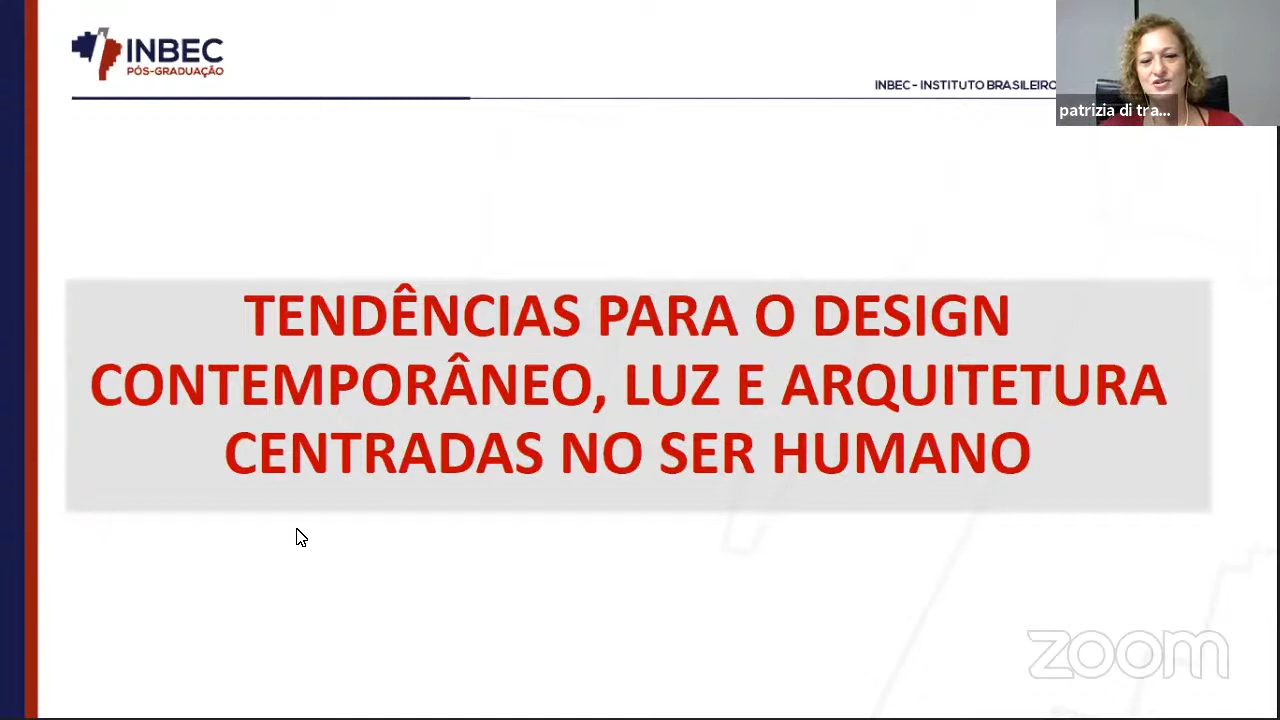 INBEC
PÓS-GRADUAÇÃO
INBEC - INSTITUTO BRASILEIRO
patrizia di tra...
TENDÊNCIAS PARA O DESIGN
CONTEMPORÂNEO, LUZ E ARQUITETURA
CENTRADAS NO SER HUMANO
zoom